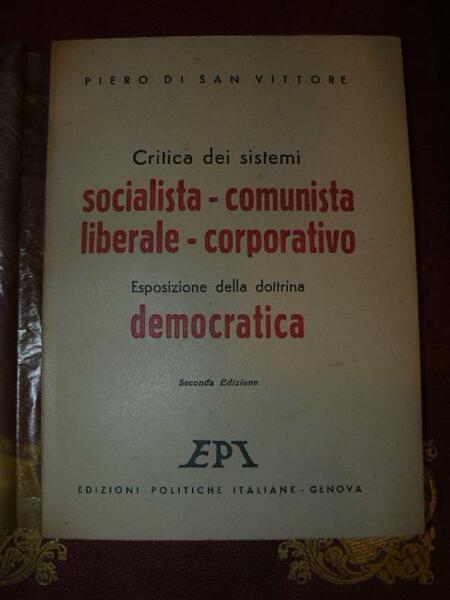 PIERO DI SAN VITTORE
Critica dei sistemi
socialista - comunista
liberale - corporativo
Esposizione della dottrina
democratica
Seconda Edizione
EPI
EDIZIONI POLITICHE ITALIANE - GENOVA